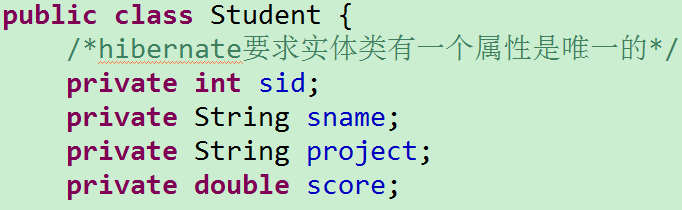 public class Student {
/*hibernate要求实体类有一个属性是唯一的*/
private int sid;
private String sname;
private String project;
private double score;